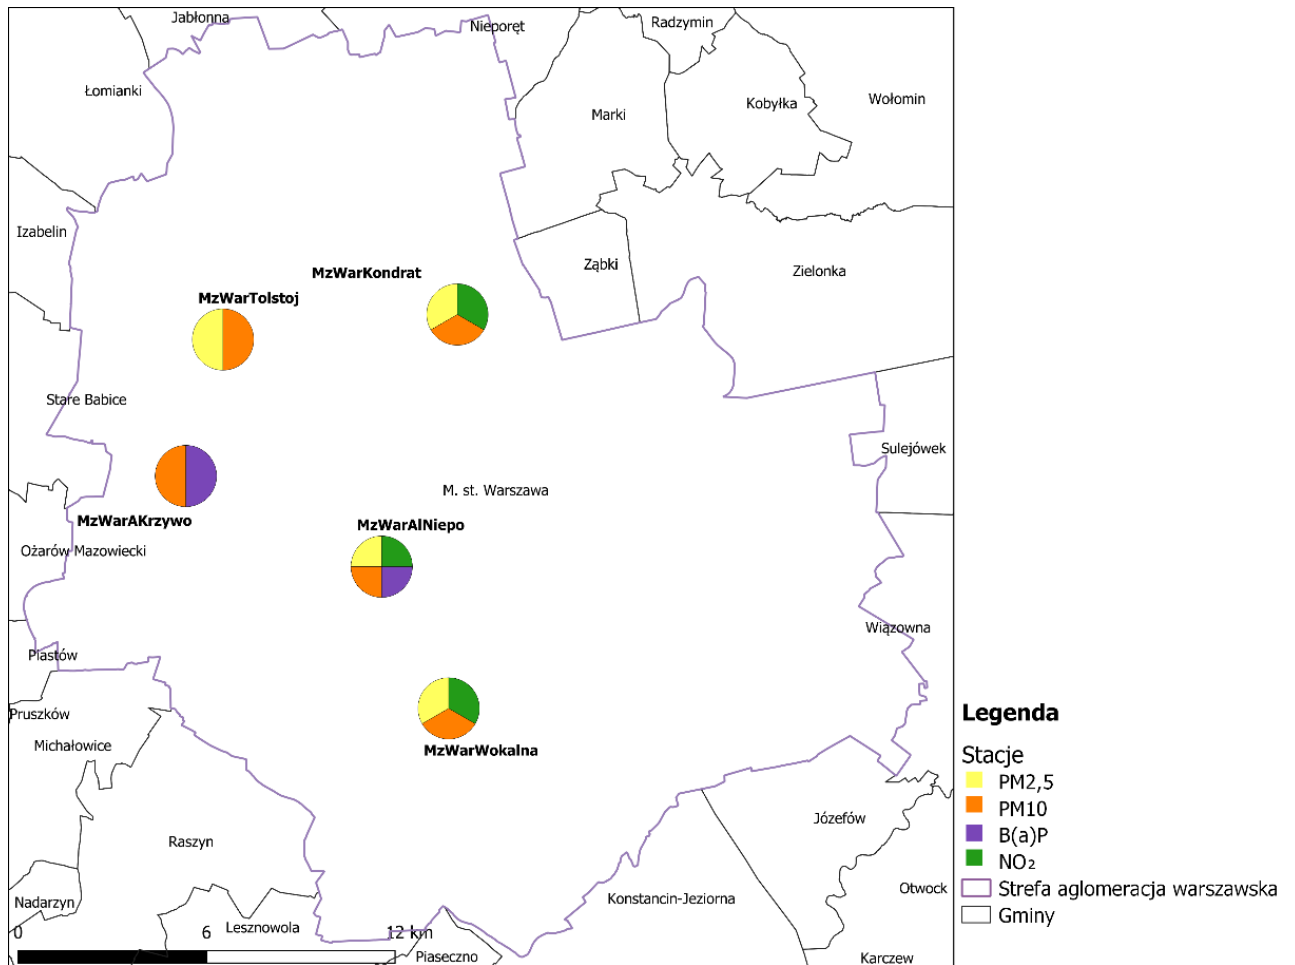 Jabłonna
Nieporęt
Radzymin
Łomianki
Marki
Kobyłka
Wołomin
Izabelin
Ząbki
Zielonka
MzWarKondrat
MzWarTolstoj
Stare Babice
Sulejówek
M. st. Warszawa
MzWarAKrzywo
MzWarAlNiepo
Ożarów Mazowiecki
Wiązowna
Piastów
Pruszków
Michałowice
MzWarWokalna
Józefów
Raszyn
Otwock
Konstancin-Jeziorna
Nadarzyn
Lesznowola
Piaseczno
Karczew
0 6 12 km
Legenda
Stacje
PM2,5
PM10
B(a)P
NO₂
Strefa aglomeracja warszawska
Gminy